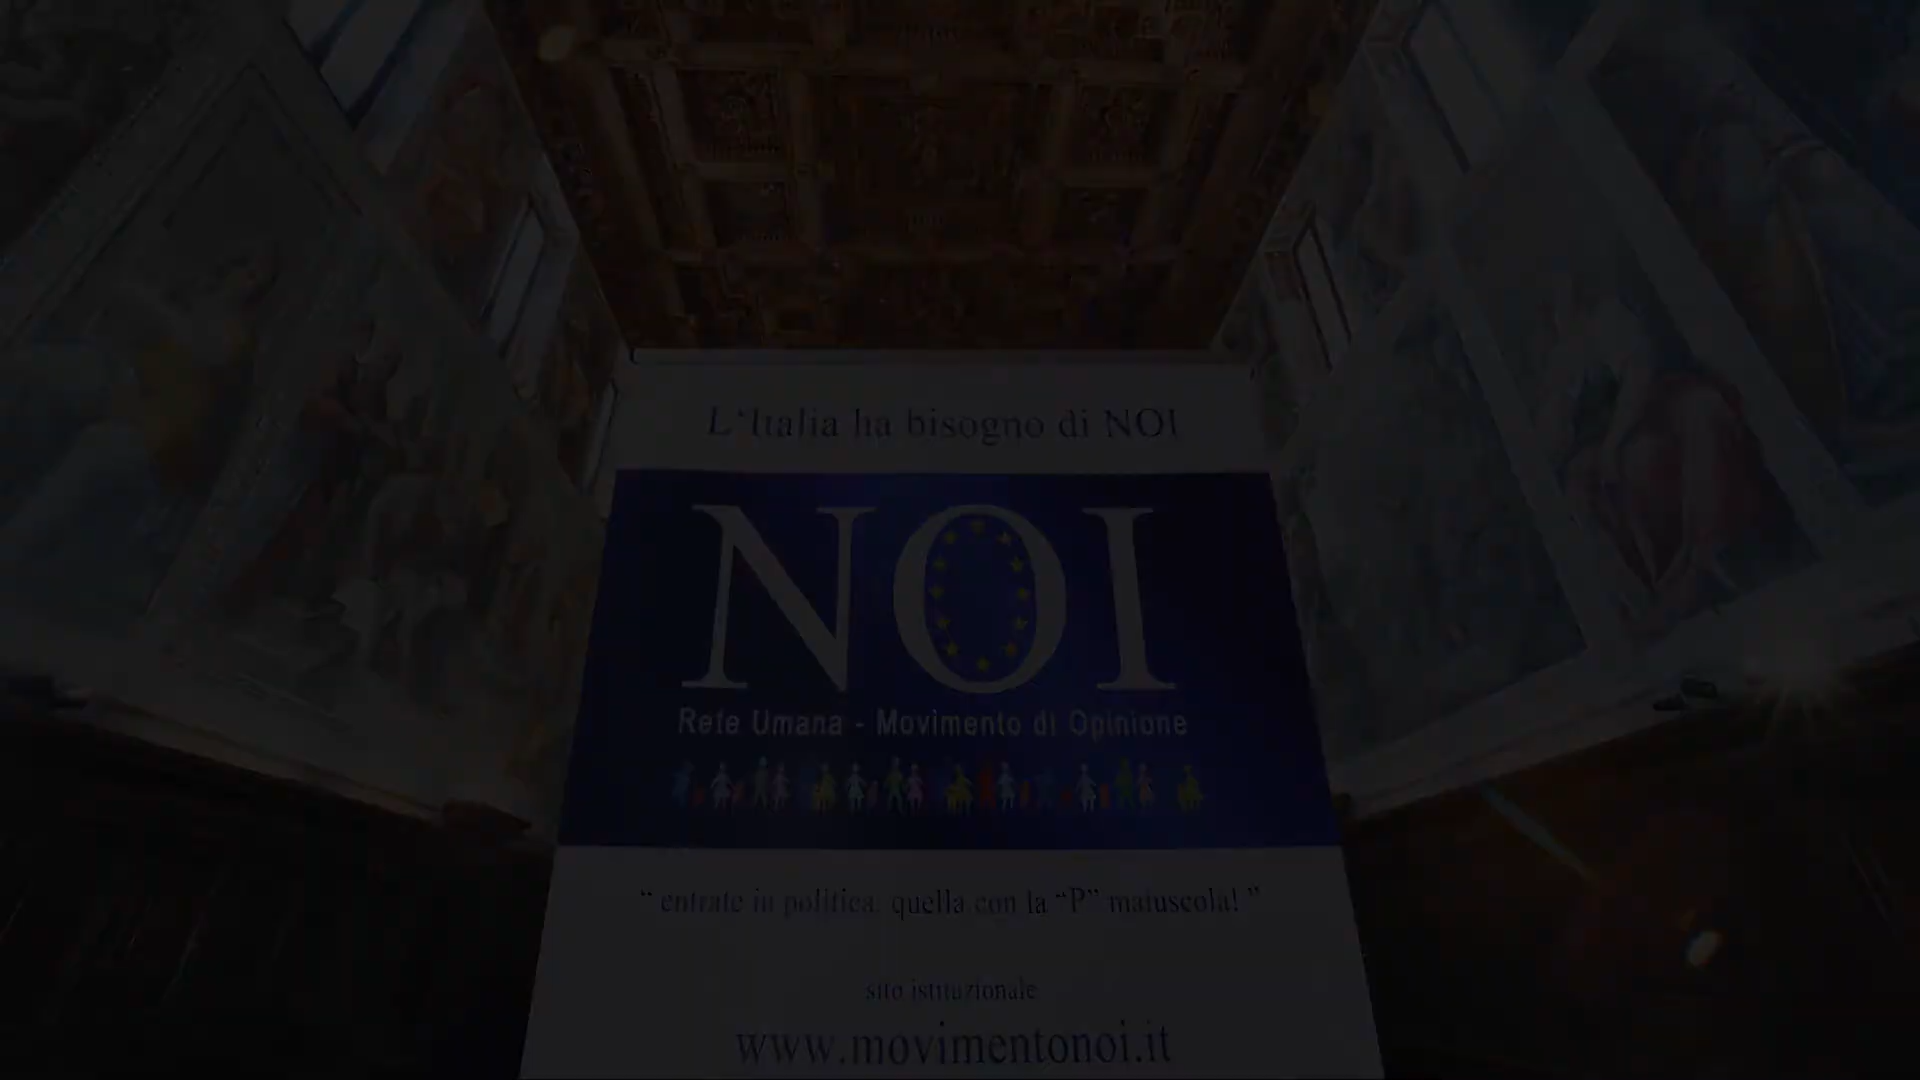 L'Italia ha bisogno di NOI
NOI
Rete Umana - Movimento di Opinione
“ entrate in politica, quella con la “P” maiuscola! ”
sito istituzionale
www.movimentonoi.it